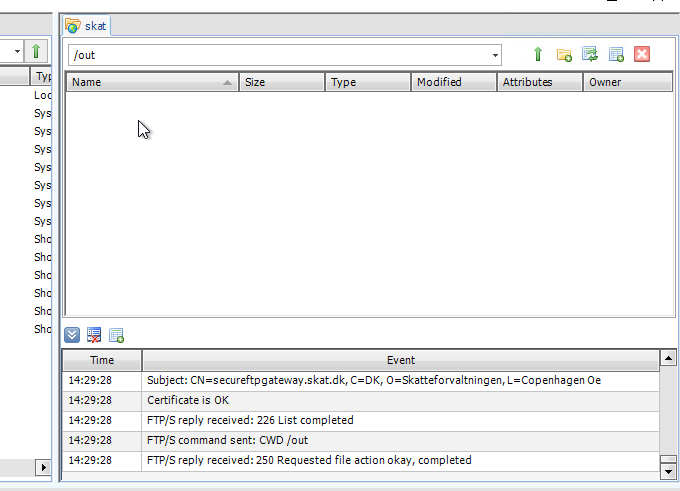 skat
/out
Typ
Name Size Type Modified Attributes Owner
Loc
Sys
Sys
Sys
Sys
Sys
Sys
Sys
Sho
Sho
Sho
Sho
Sho
Sho
Time Event
14:29:28 Subject: CN=secureftpgateway.skat.dk, C=DK, O=Skatteforvaltningen, L=Copenhagen Oe
14:29:28 Certificate is OK
14:29:28 FTP/S reply received: 226 List completed
14:29:28 FTP/S command sent: CWD /out
14:29:28 FTP/S reply received: 250 Requested file action okay, completed